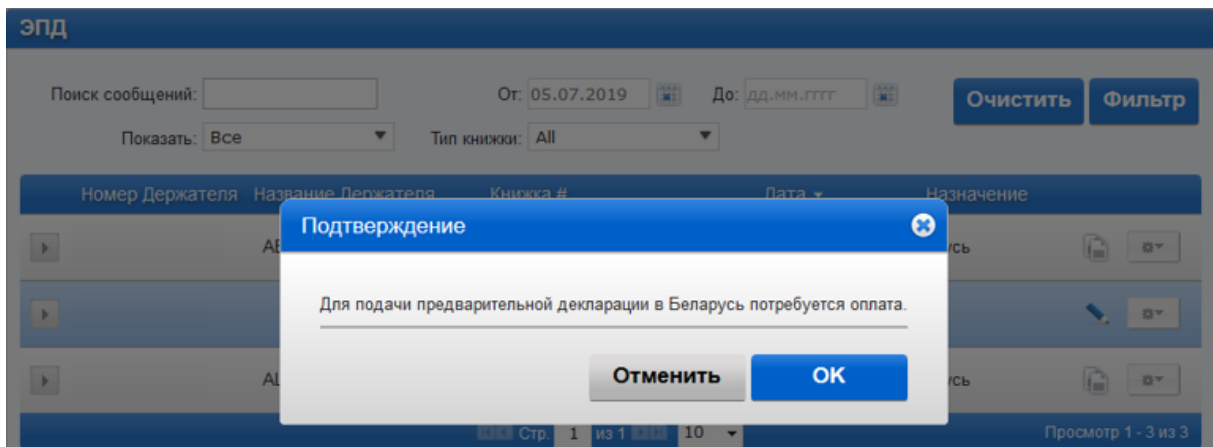 ЭПД
Поиск сообщений: От: 05.07.2019 До: дд.мм.гггг Очистить Фильтр
Показать: Все Тип книжки: All
Номер Держателя Название Держателя Книжка # Дата Назначение
Подтверждение
Для подачи предварительной декларации в Беларусь потребуется оплата.
Отменить OK
Стр. 1 из 1 10 Просмотр 1 - 3 из 3